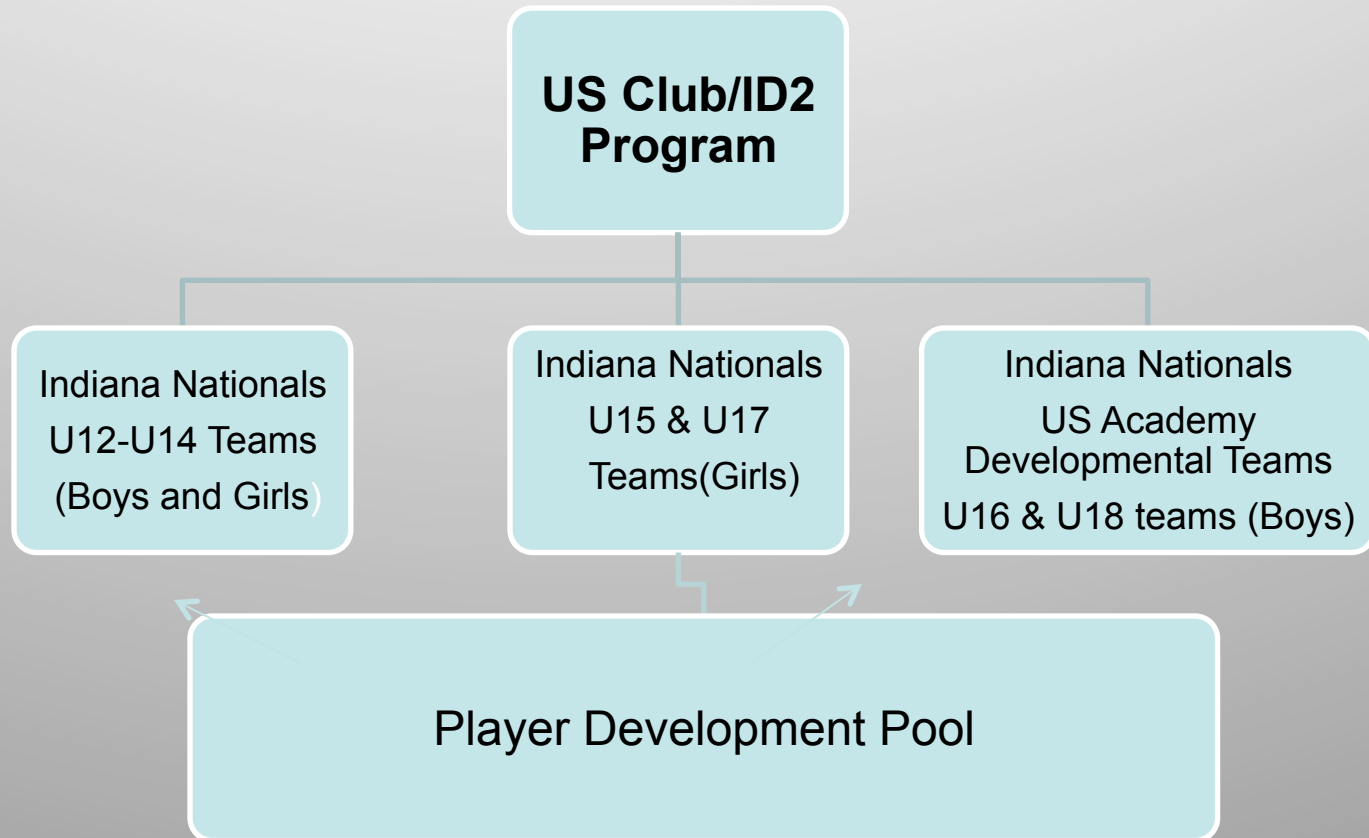 US Club/ID2
Program
Indiana Nationals
U12-U14 Teams
(Boys and Girls)
Indiana Nationals
U15 & U17
Teams(Girls)
Indiana Nationals
US Academy
Developmental Teams
U16 & U18 teams (Boys)
Player Development Pool